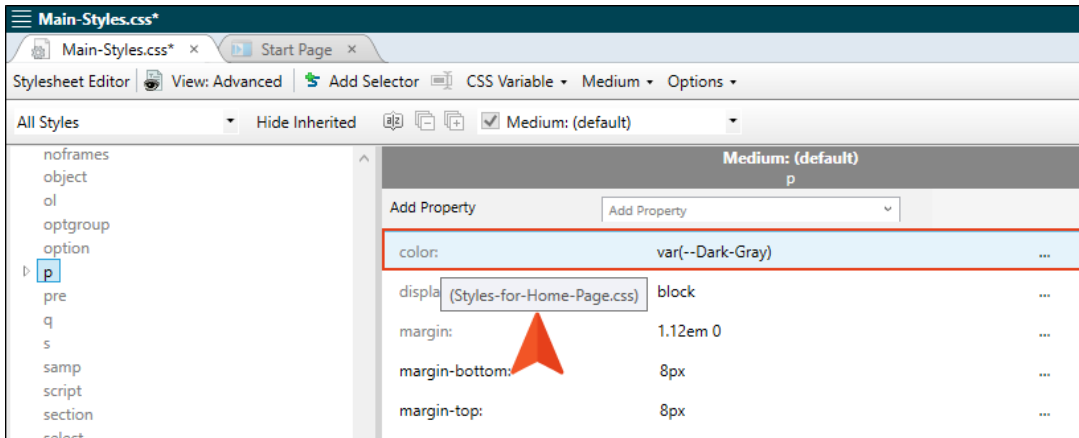 Main-Styles.css*
Main-Styles.css* × Start Page ×
Stylesheet Editor View: Advanced Add Selector CSS Variable Medium Options
All Styles Hide Inherited Medium: (default)
noframes
object
ol
optgroup
option
p
pre
q
s
samp
script
section
select
Medium: (default)
p
Add Property Add Property
color: var(--Dark-Gray) ...
displa block ...
(Styles-for-Home-Page.css)
margin: 1.12em 0 ...
margin-bottom: 8px ...
margin-top: 8px ...